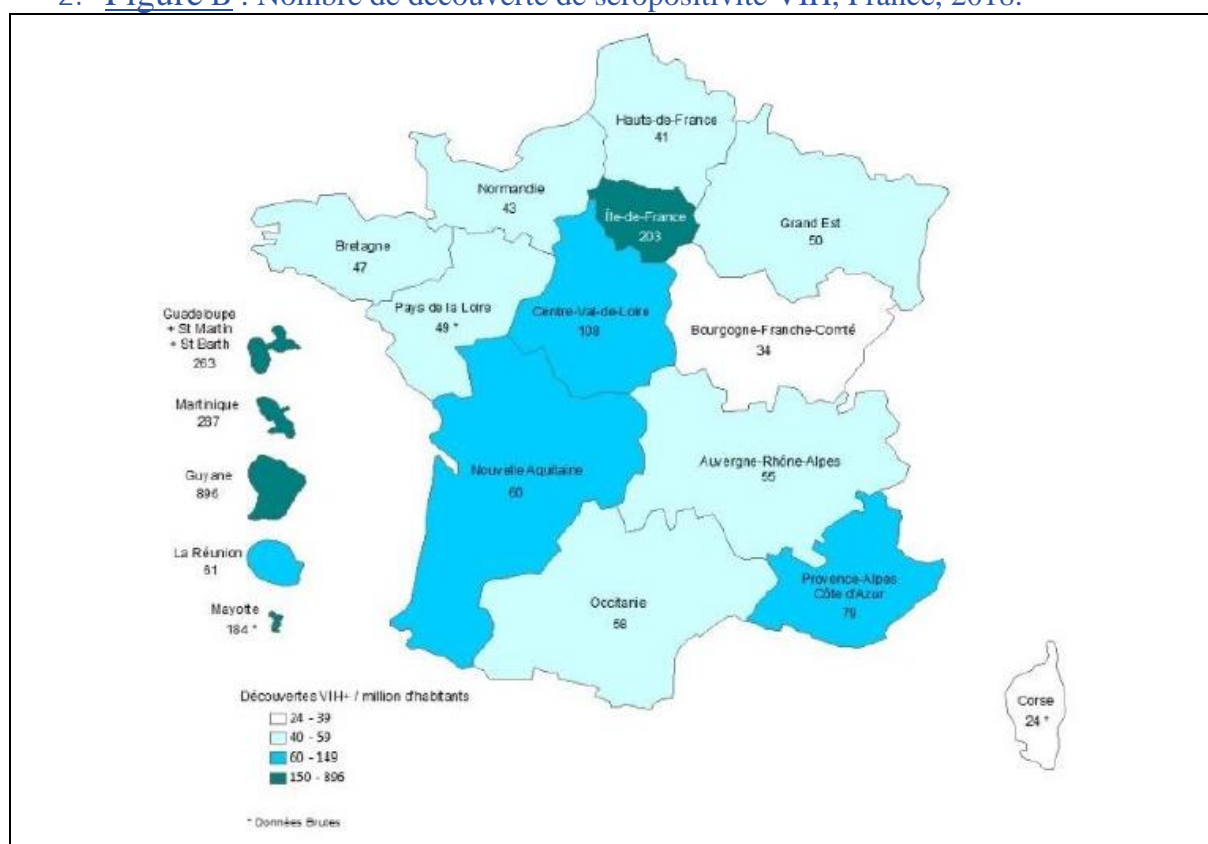 2. Figure B : Nombre de découverte de séropositivité VIH, France, 2018.
Hauts-de-France
41
Normandie
43
Île-de-France
203
Grand Est
50
Bretagne
47
Pays de la Loire
49 *
Centre-Val-de-Loire
108
Bourgogne-Franche-Comté
34
Guadeloupe
+ St Martin
+ St Barth
263
Martinique
287
Guyane
896
La Réunion
61
Mayotte
184 *
Nouvelle Aquitaine
60
Auvergne-Rhône-Alpes
55
Occitanie
58
Provence-Alpes
Côte d'Azur
79
Corse
24 *
Découvertes VIH+ / million d'habitants
24 - 39
40 - 59
60 - 149
150 - 896
* Données Brutes